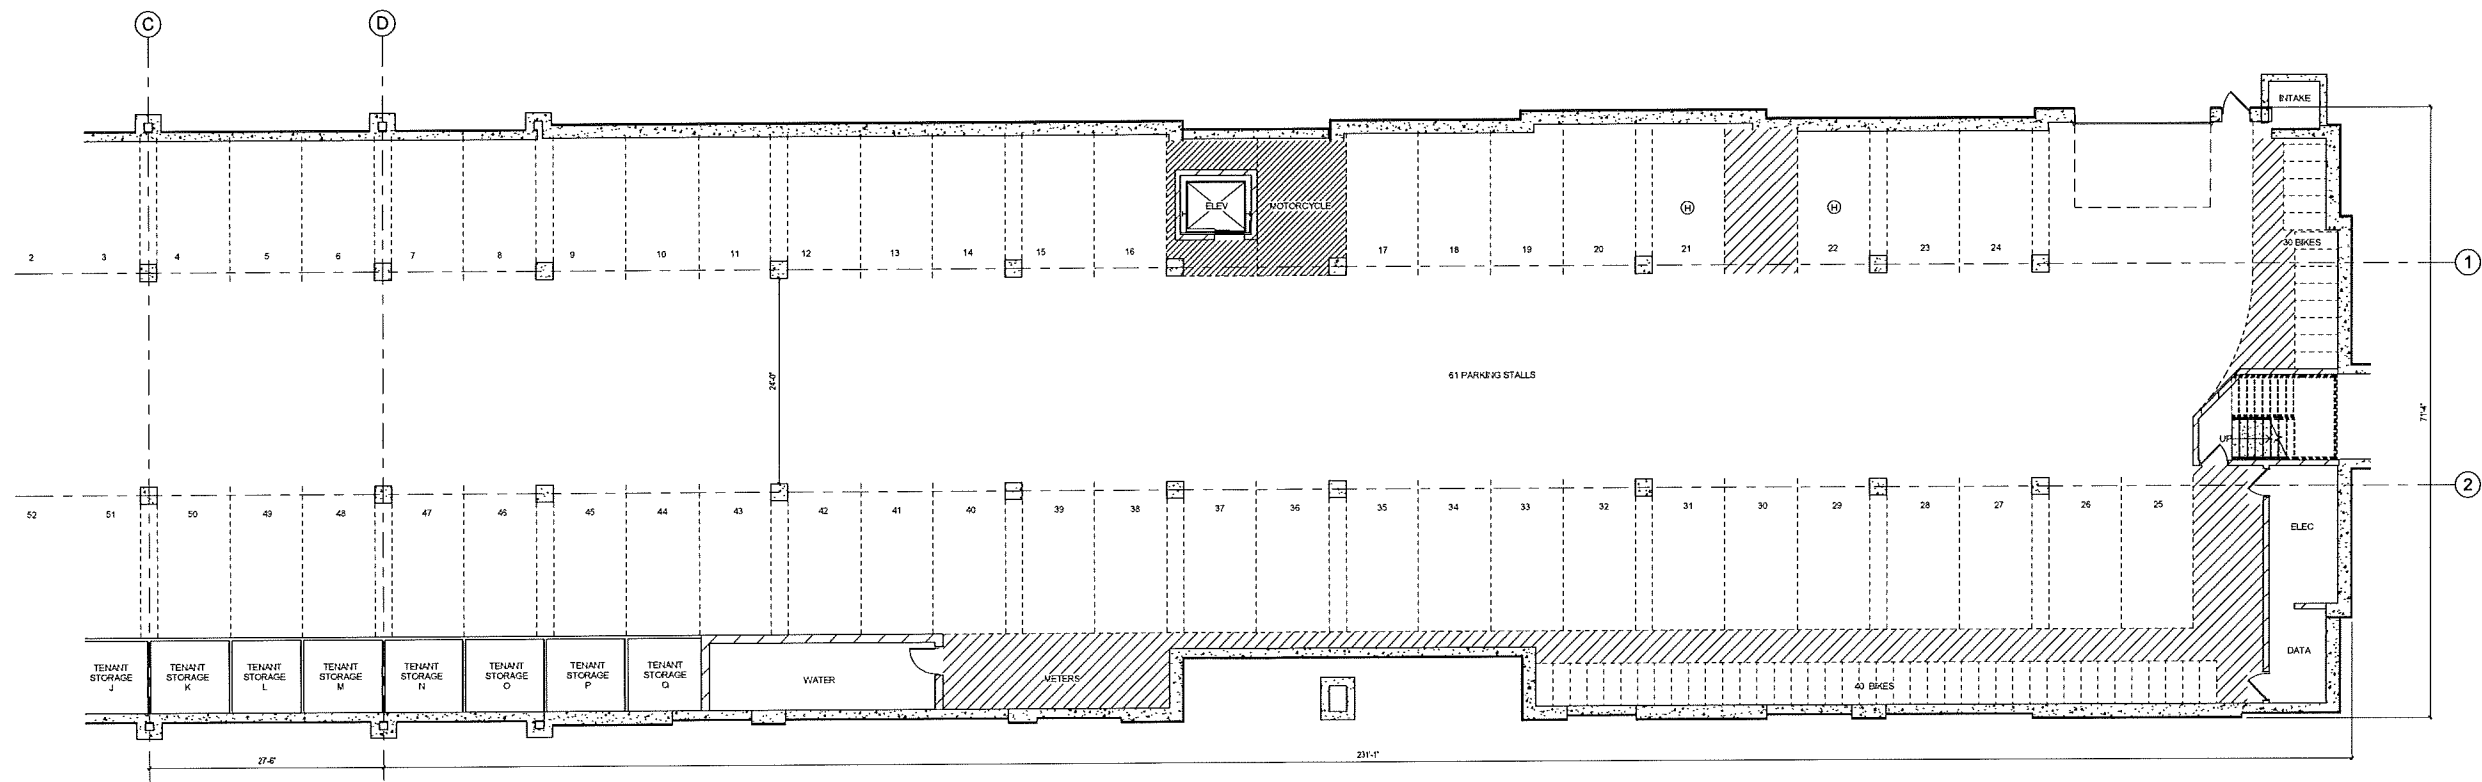 C
D
INTAKE
ELEV
MOTORCYCLE
H
H
30 BIKES
2
3
4
5
6
7
8
9
10
11
12
13
14
15
16
17
18
19
20
21
22
23
24
1
24'-0"
61 PARKING STALLS
71'-4"
UP
2
52
51
50
49
48
47
46
45
44
43
42
41
40
39
38
37
36
35
34
33
32
31
30
29
28
27
26
25
ELEC
TENANT
STORAGE
J
TENANT
STORAGE
K
TENANT
STORAGE
L
TENANT
STORAGE
M
TENANT
STORAGE
N
TENANT
STORAGE
O
TENANT
STORAGE
P
TENANT
STORAGE
Q
WATER
METERS
40 BIKES
DATA
27'-6"
231'-1"